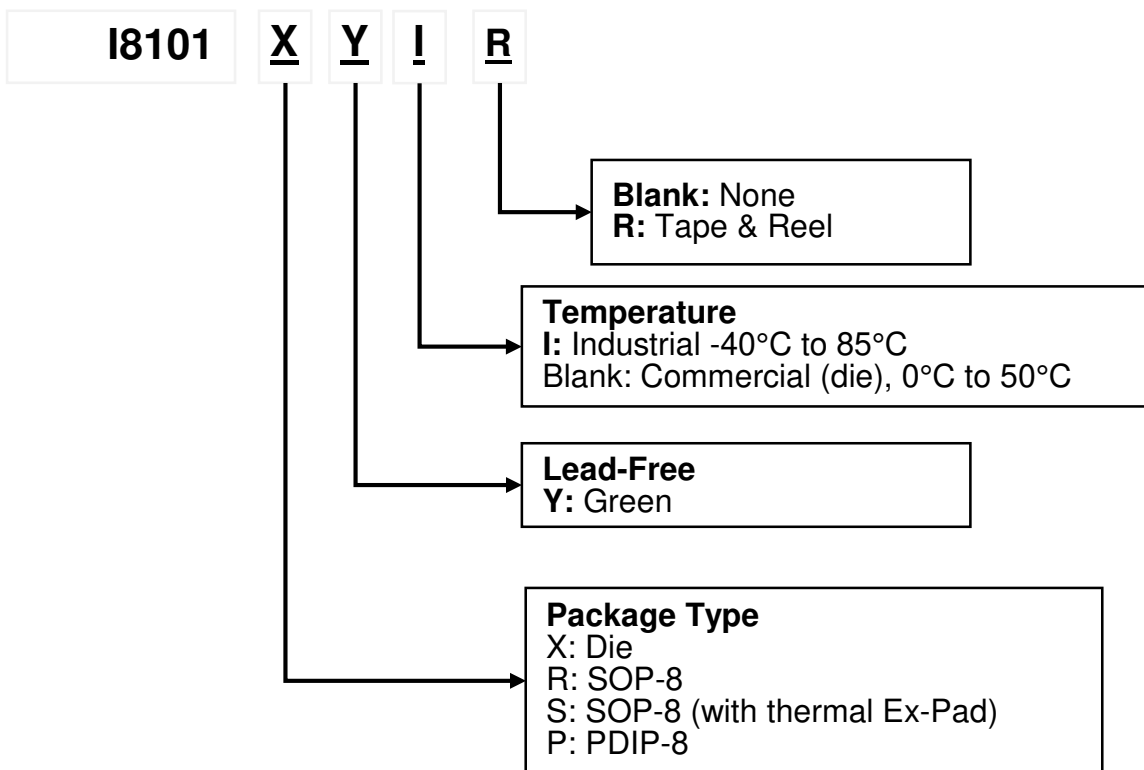 I8101 X Y I R
Blank: None
R: Tape & Reel
Temperature
I: Industrial -40°C to 85°C
Blank: Commercial (die), 0°C to 50°C
Lead-Free
Y: Green
Package Type
X: Die
R: SOP-8
S: SOP-8 (with thermal Ex-Pad)
P: PDIP-8